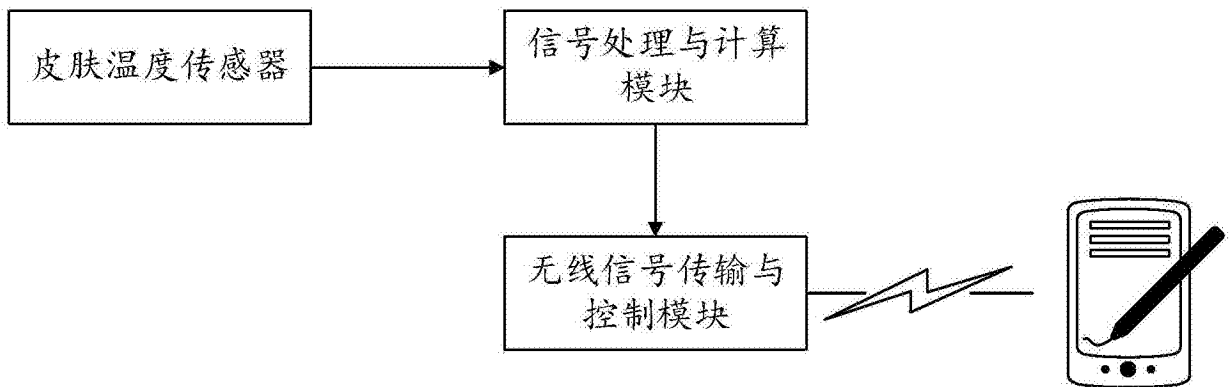 皮肤温度传感器
信号处理与计算
模块
无线信号传输与
控制模块